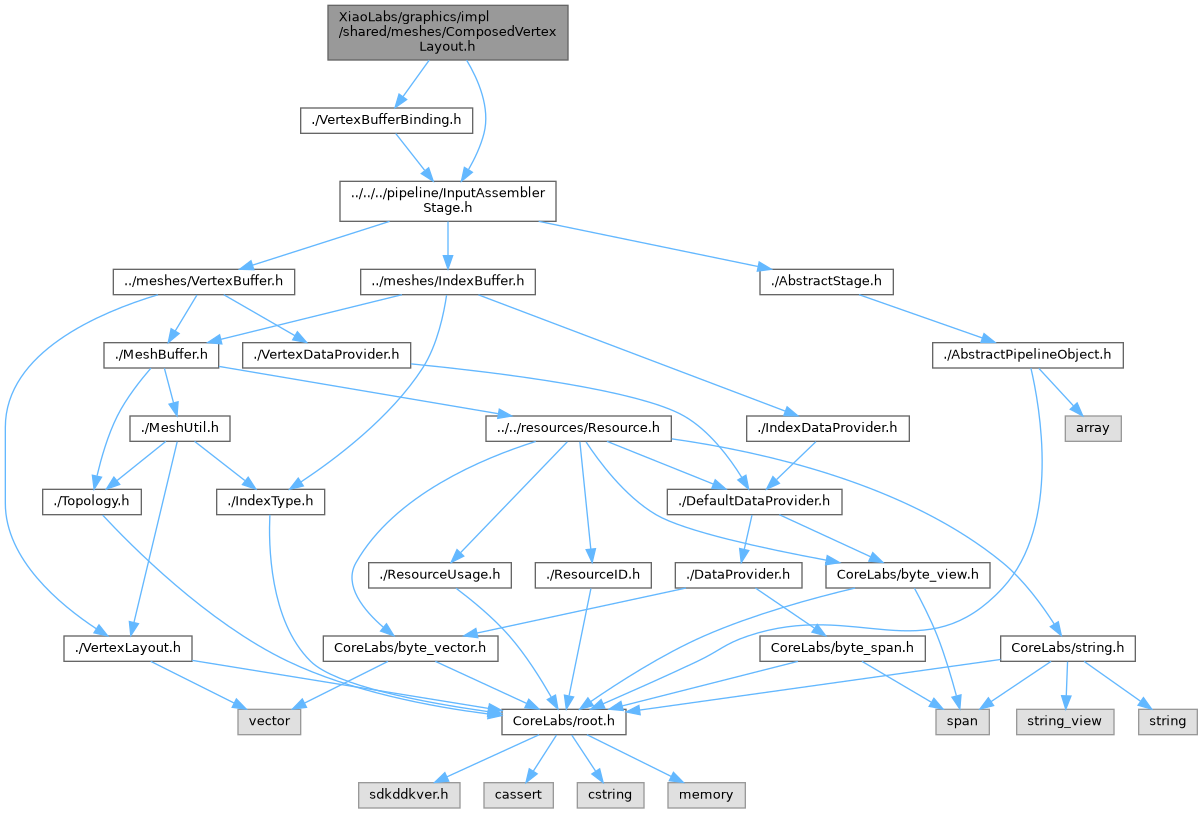 XiaoLabs/graphics/impl
/shared/meshes/ComposedVertex
Layout.h
./VertexBufferBinding.h
../../../pipeline/InputAssembler
Stage.h
../meshes/VertexBuffer.h
../meshes/IndexBuffer.h
./AbstractStage.h
./MeshBuffer.h
./VertexDataProvider.h
./AbstractPipelineObject.h
./MeshUtil.h
../../resources/Resource.h
./IndexDataProvider.h
array
./Topology.h
./IndexType.h
./DefaultDataProvider.h
./ResourceUsage.h
./ResourceID.h
./DataProvider.h
CoreLabs/byte_view.h
./VertexLayout.h
CoreLabs/byte_vector.h
CoreLabs/byte_span.h
CoreLabs/string.h
vector
CoreLabs/root.h
span
string_view
string
sdkddkver.h
cassert
cstring
memory